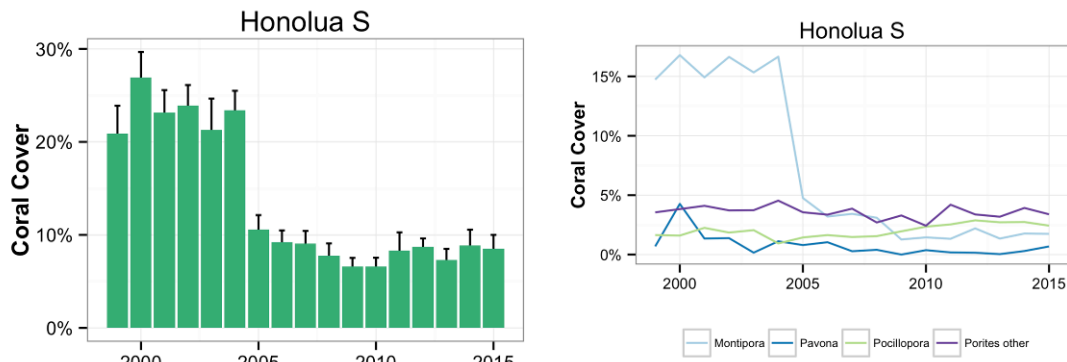 Honolua S
30%
20%
10%
0%
Coral Cover
2000
2005
2010
2015
Honolua S
15%
10%
5%
0%
Coral Cover
2000
2005
2010
2015
Montipora
Pavona
Pocillopora
Porites other